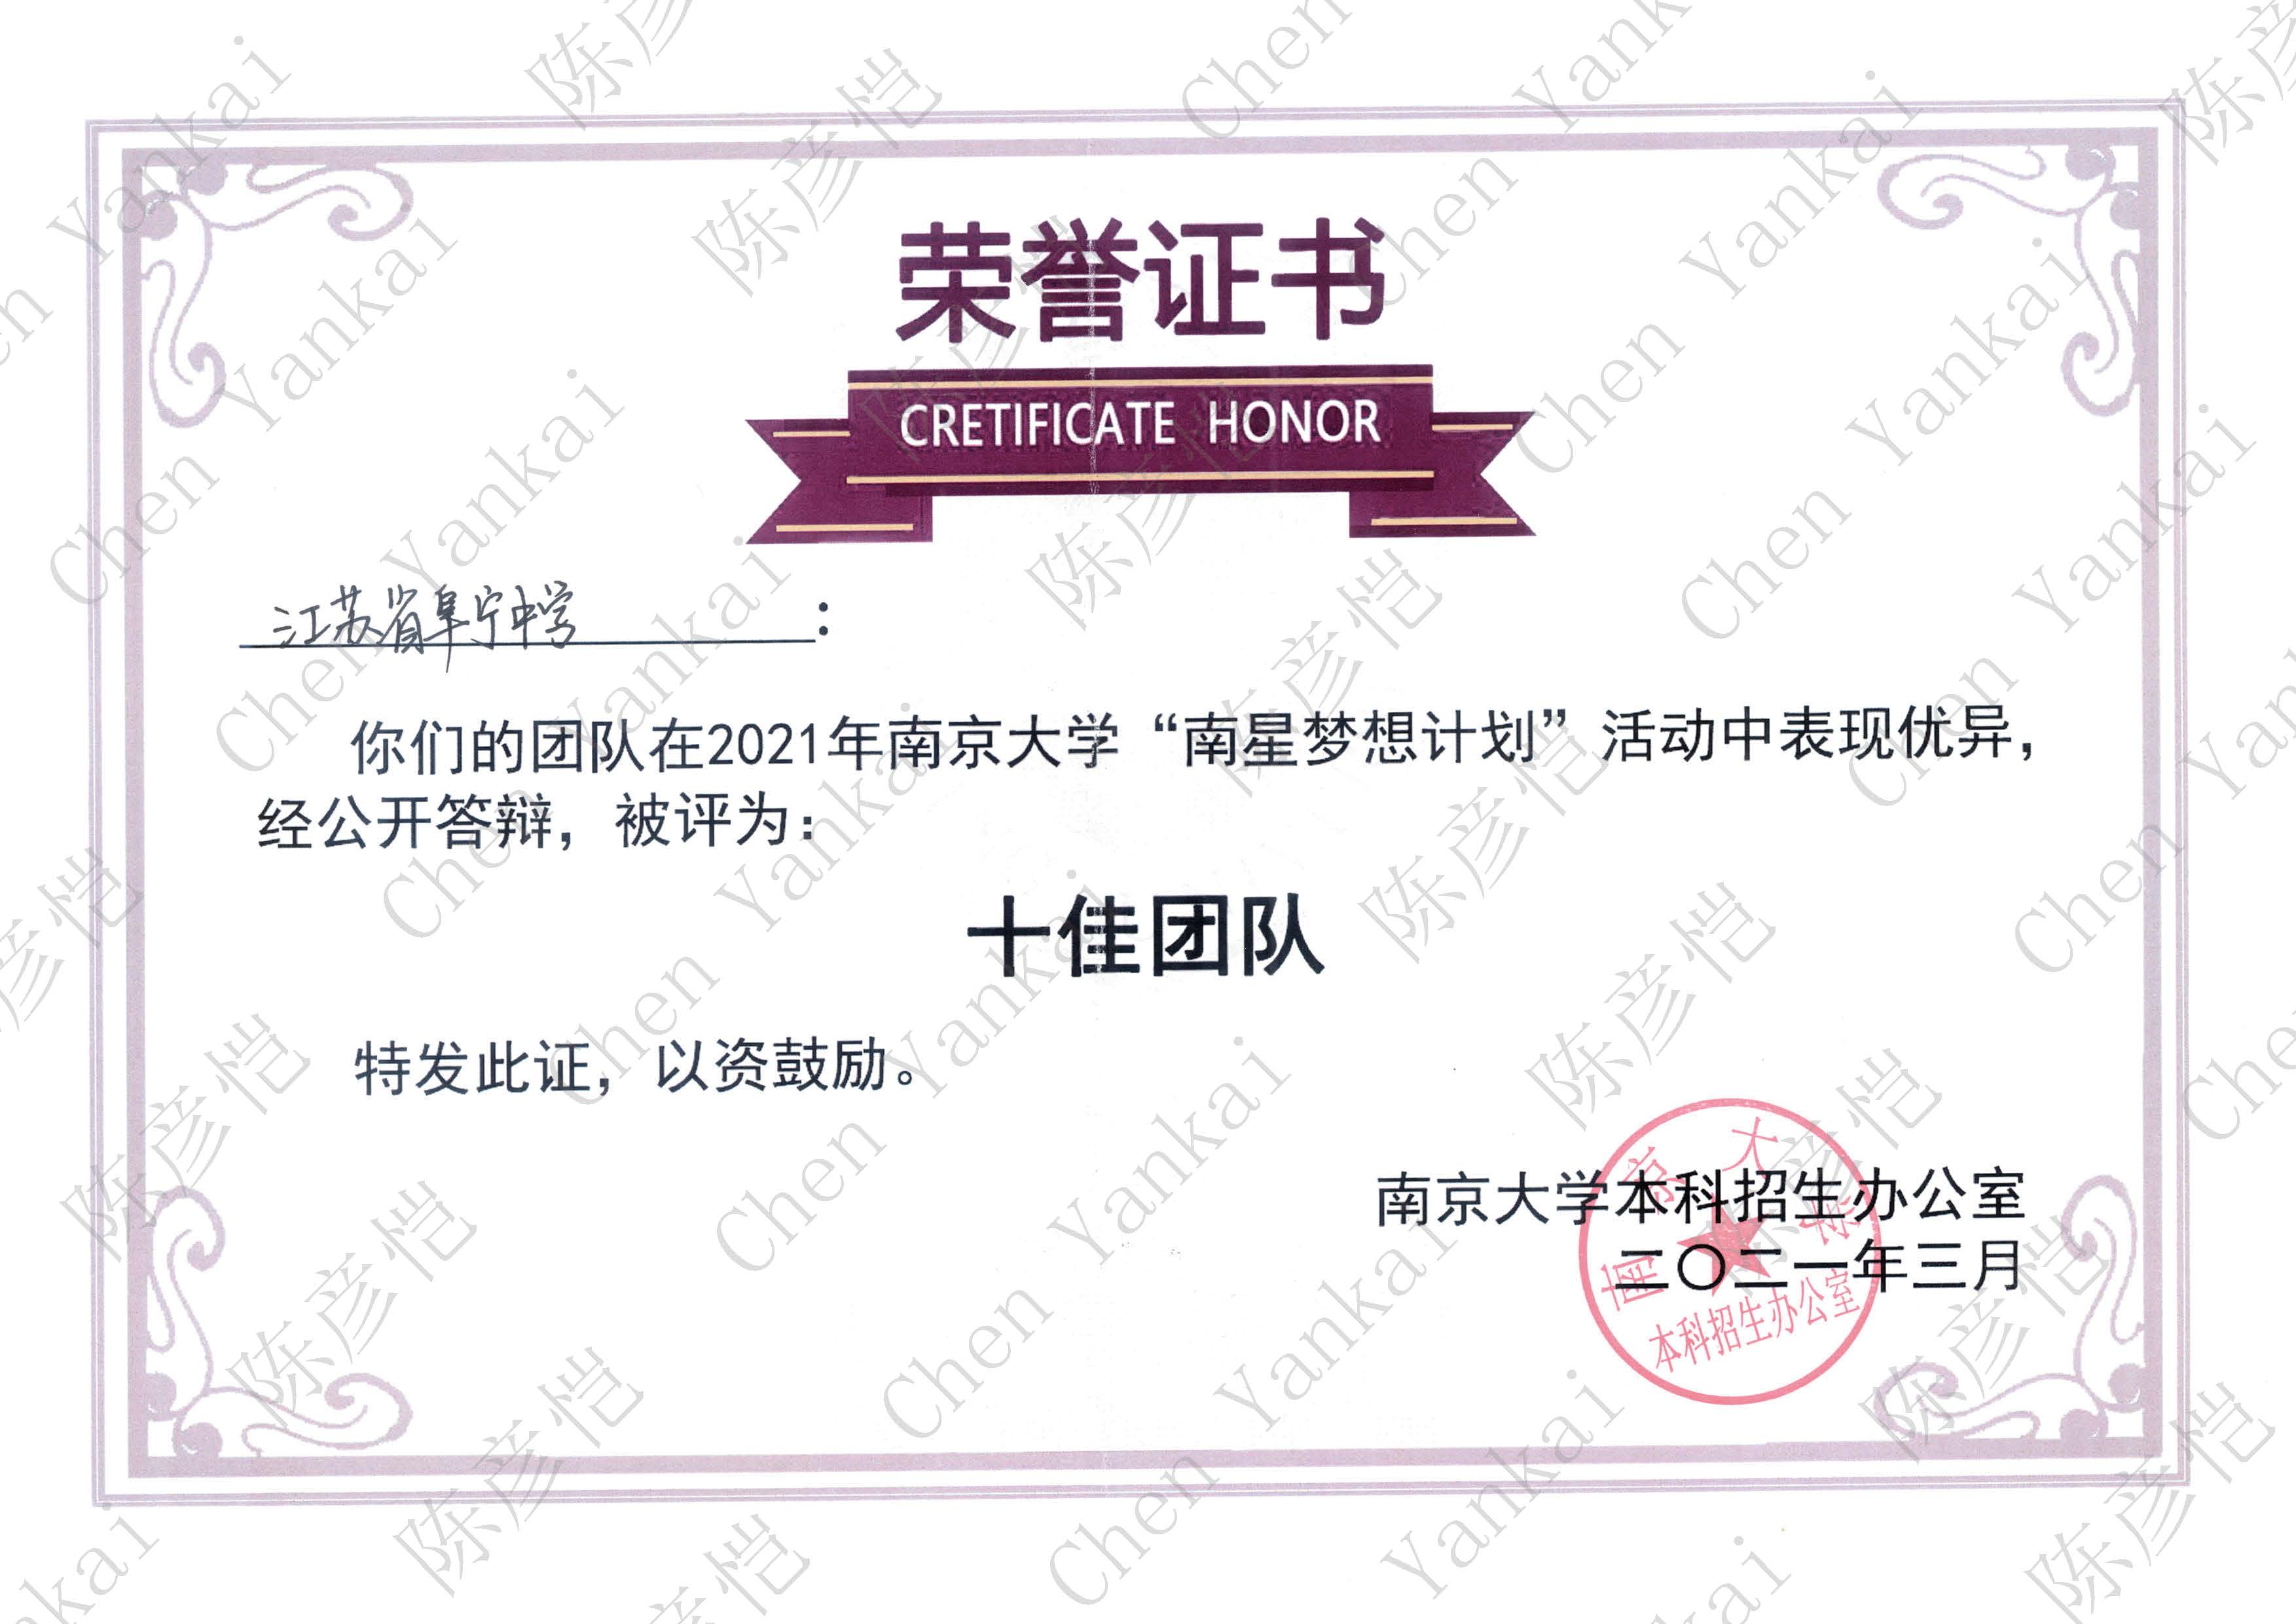 荣誉证书
CRETIFICATE HONOR
江苏省阜宁中学：
你们的团队在2021年南京大学“南星梦想计划”活动中表现优异，
经公开答辩，被评为：
十佳团队
特发此证，以资鼓励。
南京大学本科招生办公室
二〇二一年三月
南京大学
本科招生办公室
陈彦恺
Chen Yankai